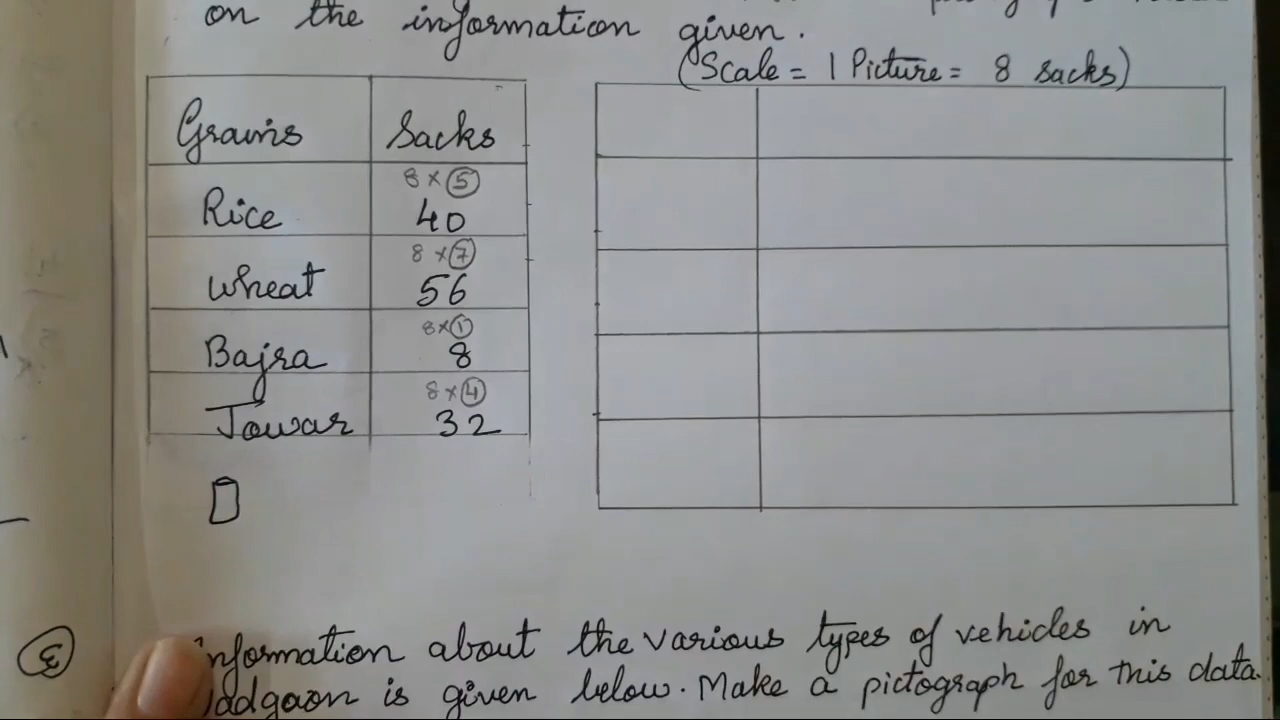 on the information given.
(Scale = 1 Picture = 8 sacks)
Grains Sacks
8 × 5
Rice 40
8 × 7
Wheat 56
8 × 1
Bajra 8
8 × 4
Jowar 32
information about the various types of vehicles in
is given below. Make a pictograph for this data.